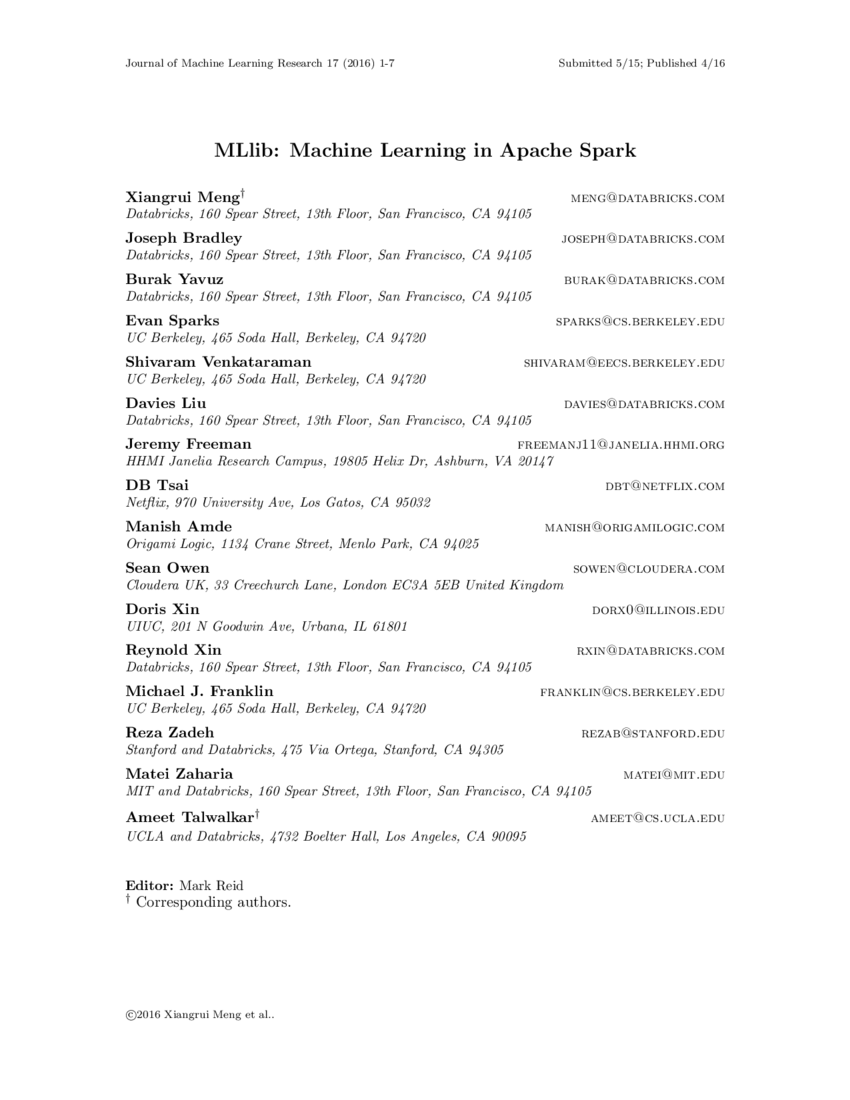 Journal of Machine Learning Research 17 (2016) 1-7 Submitted 5/15; Published 4/16
MLlib: Machine Learning in Apache Spark
Xiangrui Meng† MENG@DATABRICKS.COM
Databricks, 160 Spear Street, 13th Floor, San Francisco, CA 94105
Joseph Bradley JOSEPH@DATABRICKS.COM
Databricks, 160 Spear Street, 13th Floor, San Francisco, CA 94105
Burak Yavuz BURAK@DATABRICKS.COM
Databricks, 160 Spear Street, 13th Floor, San Francisco, CA 94105
Evan Sparks SPARKS@CS.BERKELEY.EDU
UC Berkeley, 465 Soda Hall, Berkeley, CA 94720
Shivaram Venkataraman SHIVARAM@EECS.BERKELEY.EDU
UC Berkeley, 465 Soda Hall, Berkeley, CA 94720
Davies Liu DAVIES@DATABRICKS.COM
Databricks, 160 Spear Street, 13th Floor, San Francisco, CA 94105
Jeremy Freeman FREEMANJ11@JANELIA.HHMI.ORG
HHMI Janelia Research Campus, 19805 Helix Dr, Ashburn, VA 20147
DB Tsai DBT@NETFLIX.COM
Netflix, 970 University Ave, Los Gatos, CA 95032
Manish Amde MANISH@ORIGAMILOGIC.COM
Origami Logic, 1134 Crane Street, Menlo Park, CA 94025
Sean Owen SOWEN@CLOUDERA.COM
Cloudera UK, 33 Creechurch Lane, London EC3A 5EB United Kingdom
Doris Xin DORX0@ILLINOIS.EDU
UIUC, 201 N Goodwin Ave, Urbana, IL 61801
Reynold Xin RXIN@DATABRICKS.COM
Databricks, 160 Spear Street, 13th Floor, San Francisco, CA 94105
Michael J. Franklin FRANKLIN@CS.BERKELEY.EDU
UC Berkeley, 465 Soda Hall, Berkeley, CA 94720
Reza Zadeh REZAB@STANFORD.EDU
Stanford and Databricks, 475 Via Ortega, Stanford, CA 94305
Matei Zaharia MATEI@MIT.EDU
MIT and Databricks, 160 Spear Street, 13th Floor, San Francisco, CA 94105
Ameet Talwalkar† AMEET@CS.UCLA.EDU
UCLA and Databricks, 4732 Boelter Hall, Los Angeles, CA 90095
Editor: Mark Reid
† Corresponding authors.
©2016 Xiangrui Meng et al..